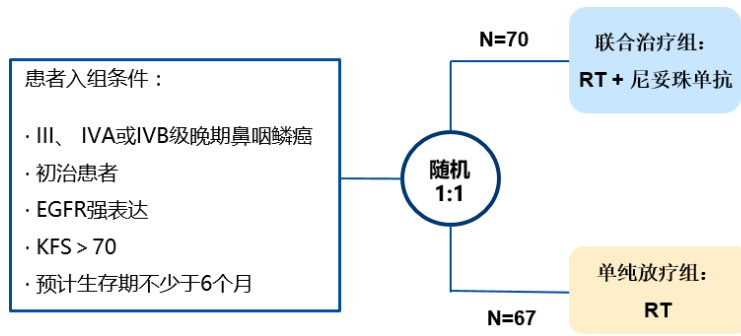 患者入组条件：
· III、 IVA或IVB级晚期鼻咽鳞癌
· 初治患者
· EGFR强表达
· KFS＞70
· 预计生存期不少于6个月
随机
1:1
N=70
联合治疗组：
RT + 尼妥珠单抗
单纯放疗组：
RT
N=67